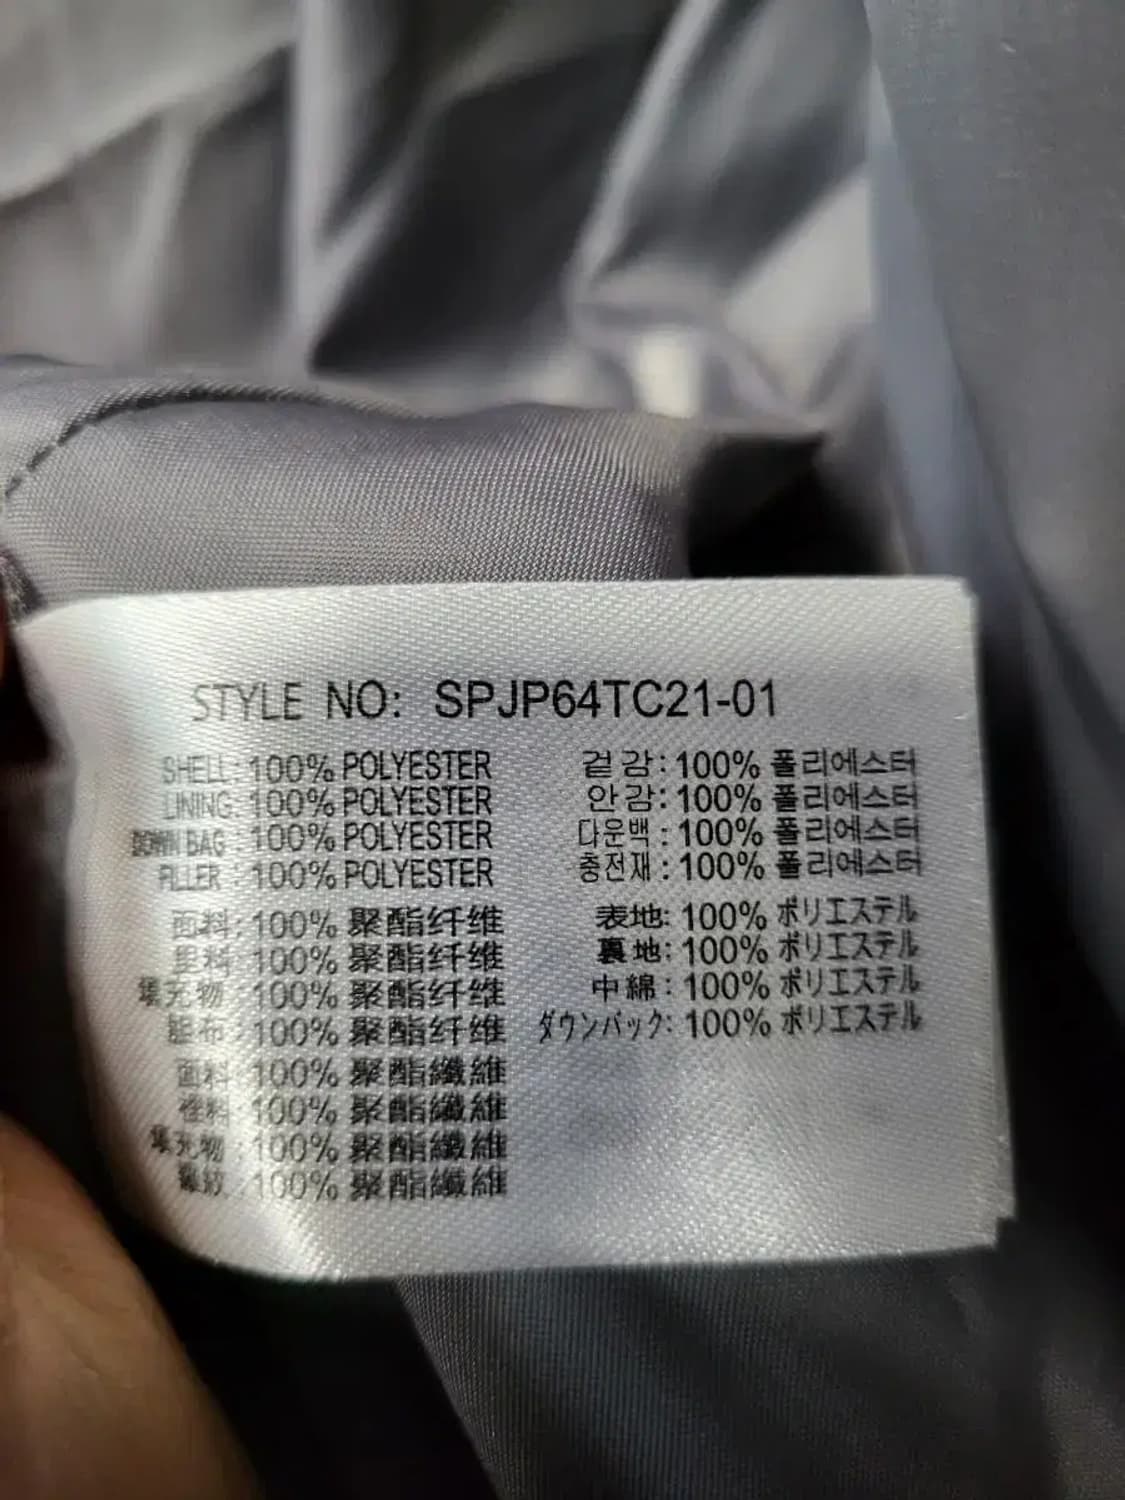 STYLE NO: SPJP64TC21-01
SHELL: 100% POLYESTER
LINING: 100% POLYESTER
DOWN BAG : 100% POLYESTER
FILLER : 100% POLYESTER
面料: 100% 聚酯纤维
里料: 100% 聚酯纤维
填充物 : 100% 聚酯纤维
胆布 : 100% 聚酯纤维
面料 : 100% 聚酯纖維
100% 聚酯纖維
填充物 : 100% 聚酯纖維
100% 聚酯纖維
겉감: 100% 폴리에스터
안감: 100% 폴리에스터
다운백 : 100% 폴리에스터
충전재 : 100% 폴리에스터
表地: 100% ポリエステル
裏地: 100% ポリエステル
中綿: 100% ポリエステル
ダウンパック: 100% ポリエステル